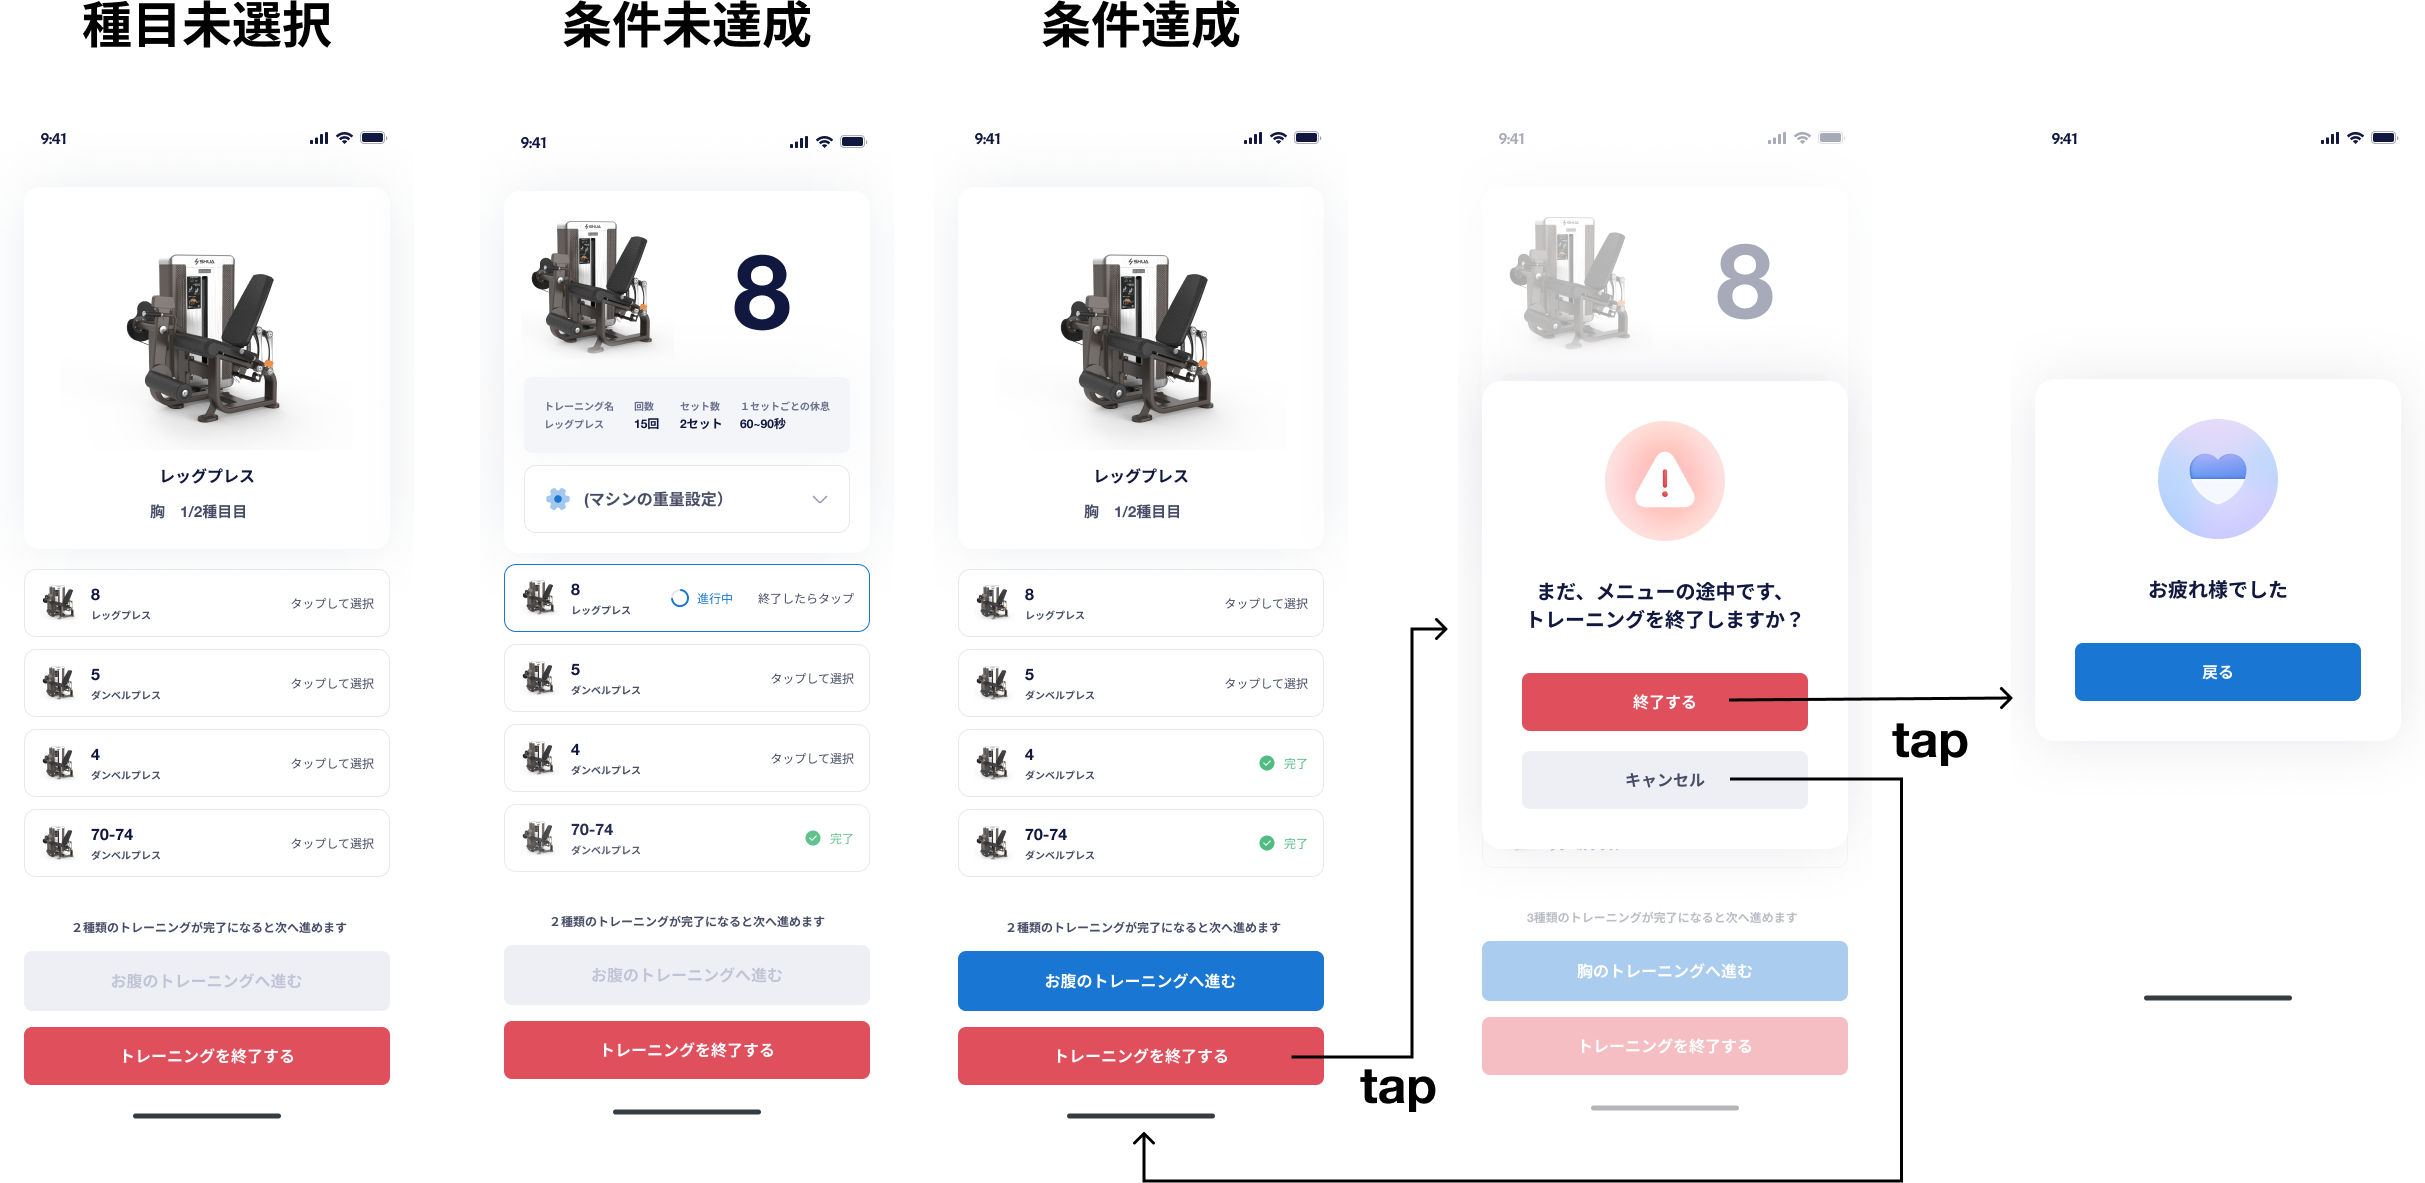 種目未選択
9:41
SHUA
レッグプレス
胸 1/2種目目
8
レッグプレス
タップして選択
5
ダンベルプレス
タップして選択
4
ダンベルプレス
タップして選択
70-74
ダンベルプレス
タップして選択
２種類のトレーニングが完了になると次へ進めます
お腹のトレーニングへ進む
トレーニングを終了する
条件未達成
9:41
SHUA
8
トレーニング名 回数 セット数 １セットごとの休息
レッグプレス 15回 2セット 60~90秒
(マシンの重量設定）
8
レッグプレス
進行中 終了したらタップ
5
ダンベルプレス
タップして選択
4
ダンベルプレス
タップして選択
70-74
ダンベルプレス
完了
２種類のトレーニングが完了になると次へ進めます
お腹のトレーニングへ進む
トレーニングを終了する
条件達成
9:41
SHUA
レッグプレス
胸 1/2種目目
8
レッグプレス
タップして選択
5
ダンベルプレス
タップして選択
4
ダンベルプレス
完了
70-74
ダンベルプレス
完了
２種類のトレーニングが完了になると次へ進めます
お腹のトレーニングへ進む
トレーニングを終了する
tap
9:41
SHUA
8
まだ、メニューの途中です、
トレーニングを終了しますか？
終了する
キャンセル
3種類のトレーニングが完了になると次へ進めます
胸のトレーニングへ進む
トレーニングを終了する
tap
9:41
お疲れ様でした
戻る